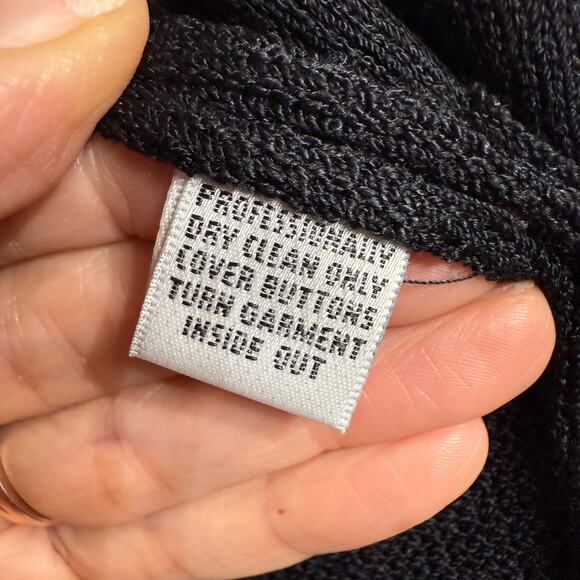 PROFESSIONALLY
DRY CLEAN ONLY
COVER BUTTONS
TURN GARMENT
INSIDE OUT